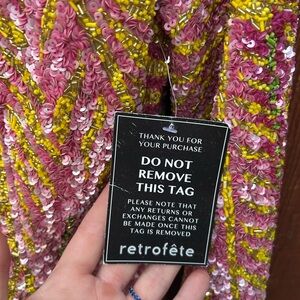 THANK YOU FOR
YOUR PURCHASE
DO NOT
REMOVE
THIS TAG
PLEASE NOTE THAT
ANY RETURNS OR
EXCHANGES CANNOT
BE MADE ONCE THIS
TAG IS REMOVED
retrofête